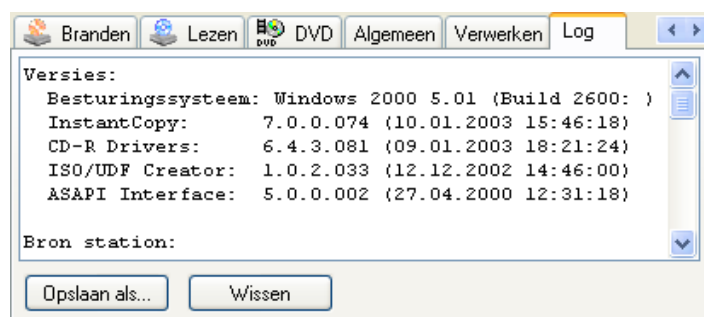 Branden Lezen DVD DVD Algemeen Verwerken Log
Versies:
Besturingssysteem: Windows 2000 5.01 (Build 2600: )
InstantCopy: 7.0.0.074 (10.01.2003 15:46:18)
CD-R Drivers: 6.4.3.081 (09.01.2003 18:21:24)
ISO/UDF Creator: 1.0.2.033 (12.12.2002 14:46:00)
ASAPI Interface: 5.0.0.002 (27.04.2000 12:31:18)
Bron station:
Opslaan als... Wissen